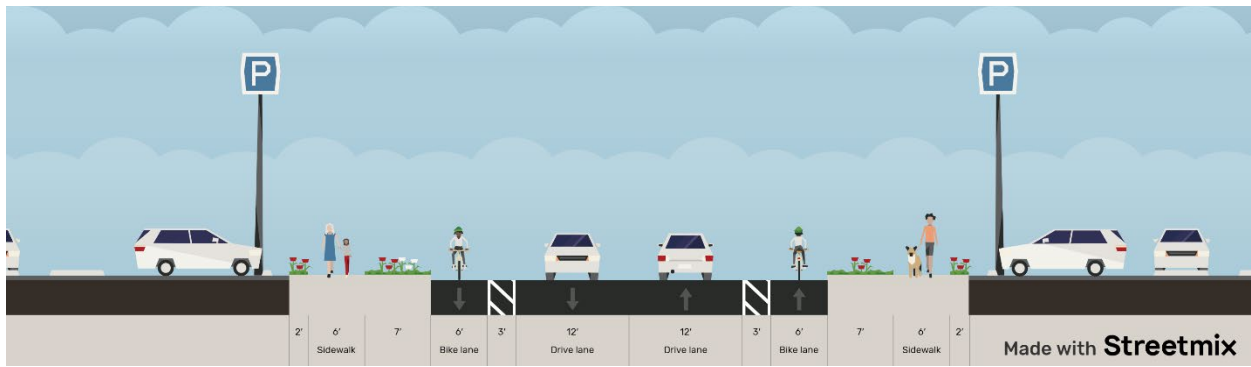 P
P
2' 6' 7' 6' 3' 12' 12' 3' 6' 7' 6' 2'
Sidewalk Bike lane Drive lane Drive lane Bike lane Sidewalk
Made with Streetmix